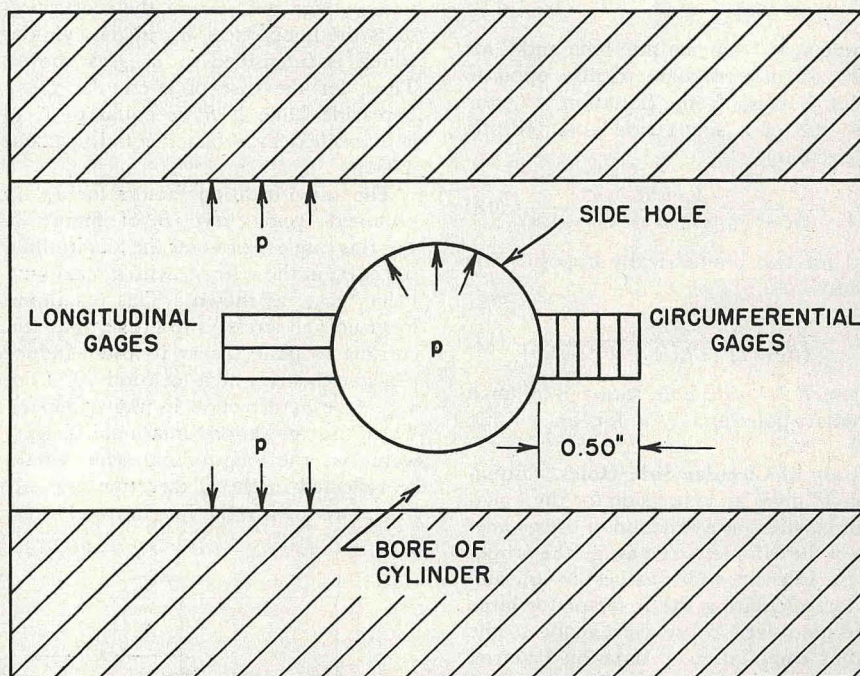 p
SIDE HOLE
LONGITUDINAL
GAGES
p
CIRCUMFERENTIAL
GAGES
p
0.50"
BORE OF
CYLINDER